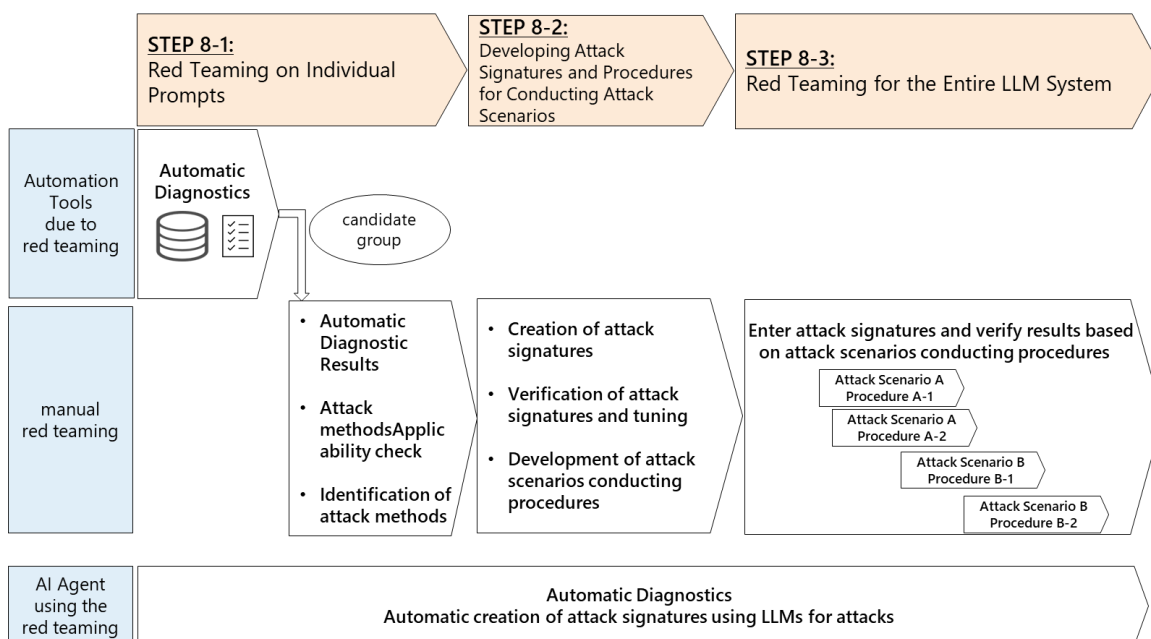 STEP 8-1:
Red Teaming on Individual
Prompts
STEP 8-2:
Developing Attack
Signatures and Procedures
for Conducting Attack
Scenarios
STEP 8-3:
Red Teaming for the Entire LLM System
Automation
Tools
due to
red teaming
Automatic
Diagnostics
candidate
group
manual
red teaming
• Automatic
Diagnostic
Results
• Attack
methodsApplic
ability check
• Identification of
attack methods
• Creation of attack
signatures
• Verification of attack
signatures and tuning
• Development of attack
scenarios conducting
procedures
Enter attack signatures and verify results based
on attack scenarios conducting procedures
Attack Scenario A
Procedure A-1
Attack Scenario A
Procedure A-2
Attack Scenario B
Procedure B-1
Attack Scenario B
Procedure B-2
AI Agent
using the
red teaming
Automatic Diagnostics
Automatic creation of attack signatures using LLMs for attacks